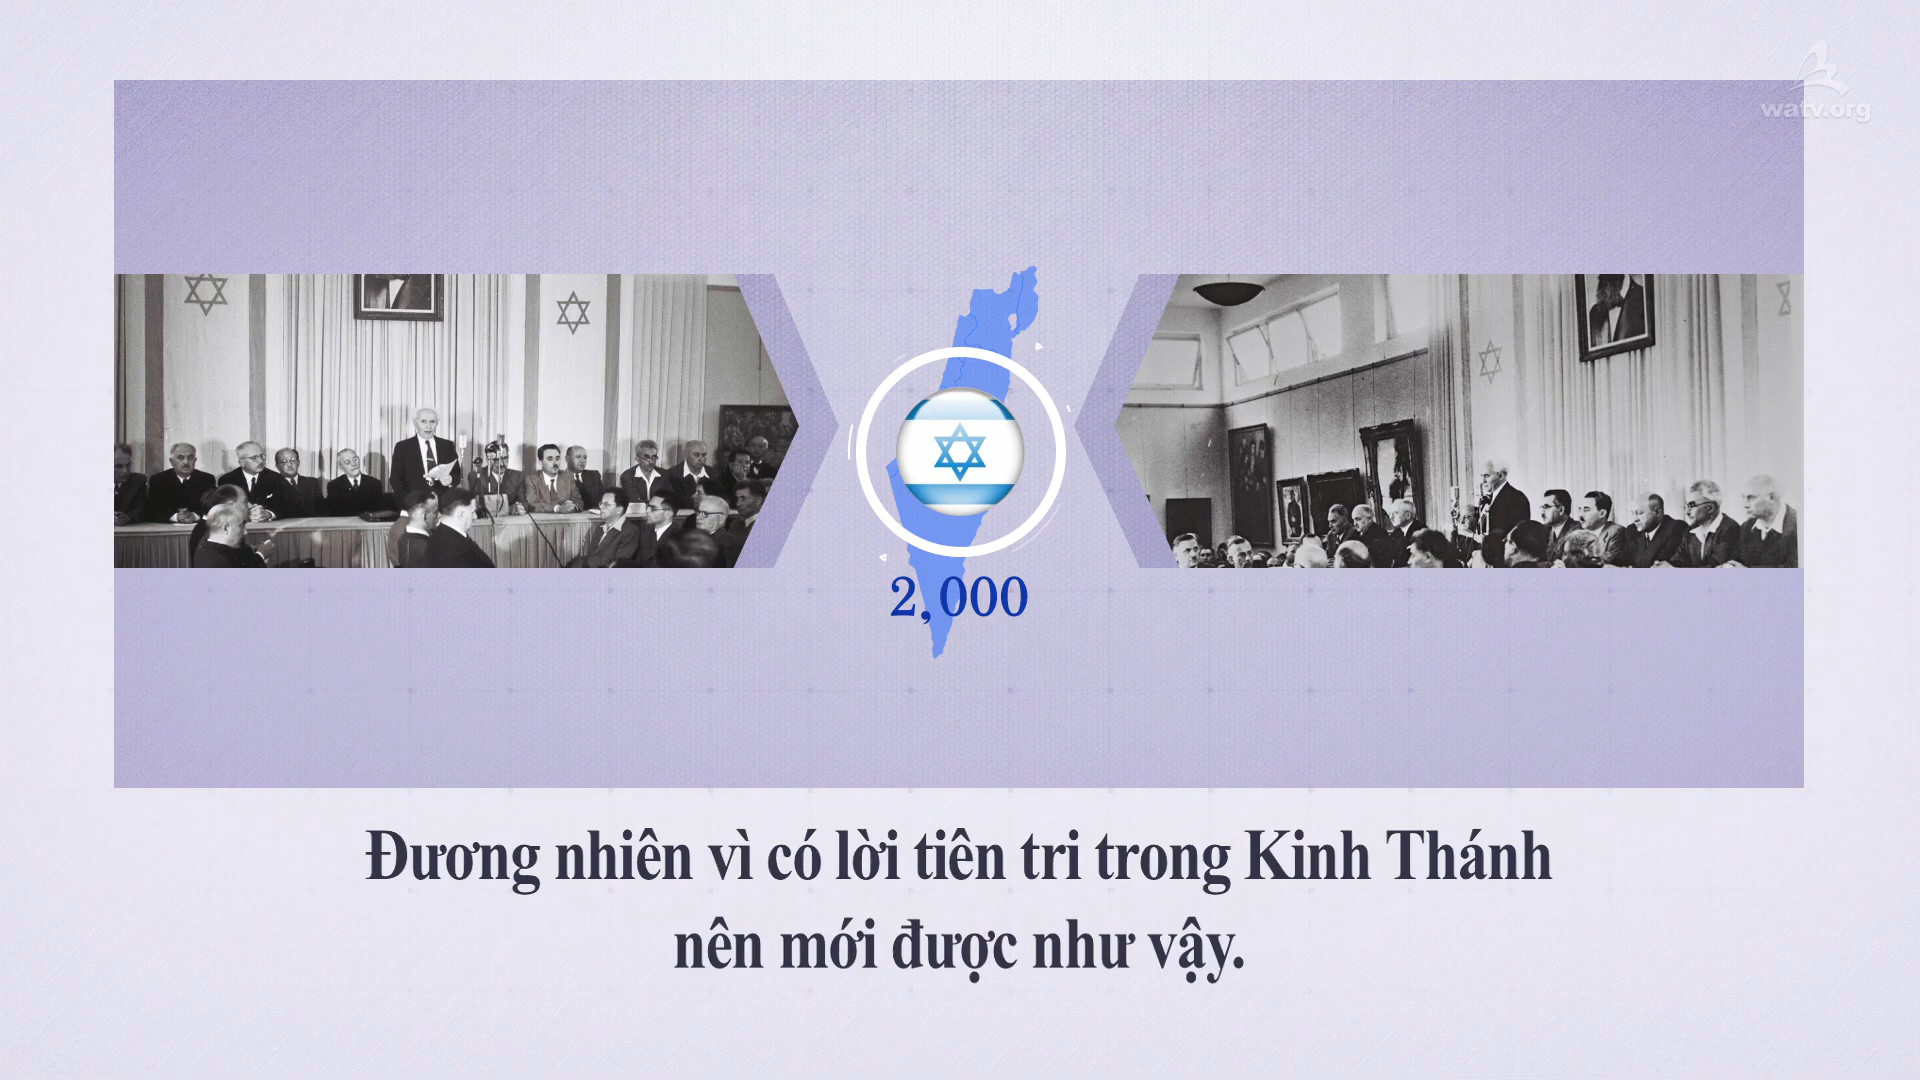 watv.org
2,000
Đương nhiên vì có lời tiên tri trong Kinh Thánh
nên mới được như vậy.